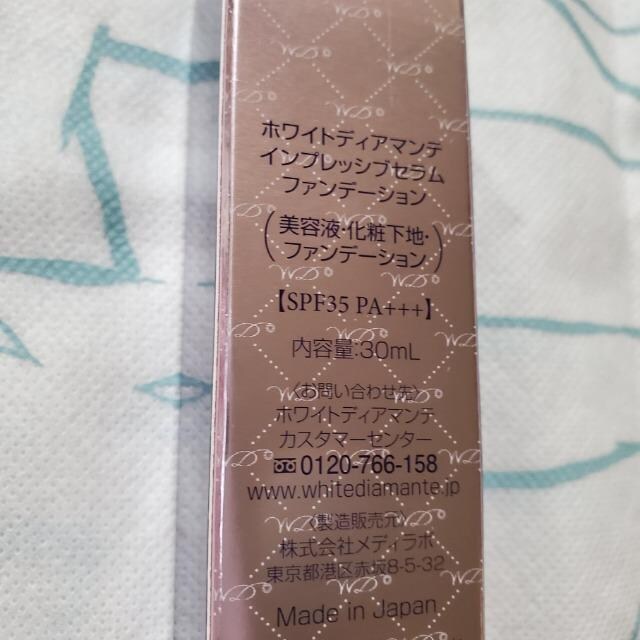 ホワイトディアマンテ
インプレッシブセラム
ファンデーション
(美容液・化粧下地・
ファンデーション)
【SPF35 PA+++】
内容量:30mL
〈お問い合わせ先〉
ホワイトディアマンテ
カスタマーセンター
0120-766-158
www.whitediamante.jp
〈製造販売元〉
株式会社メディラボ
東京都港区赤坂8-5-32
Made in Japan